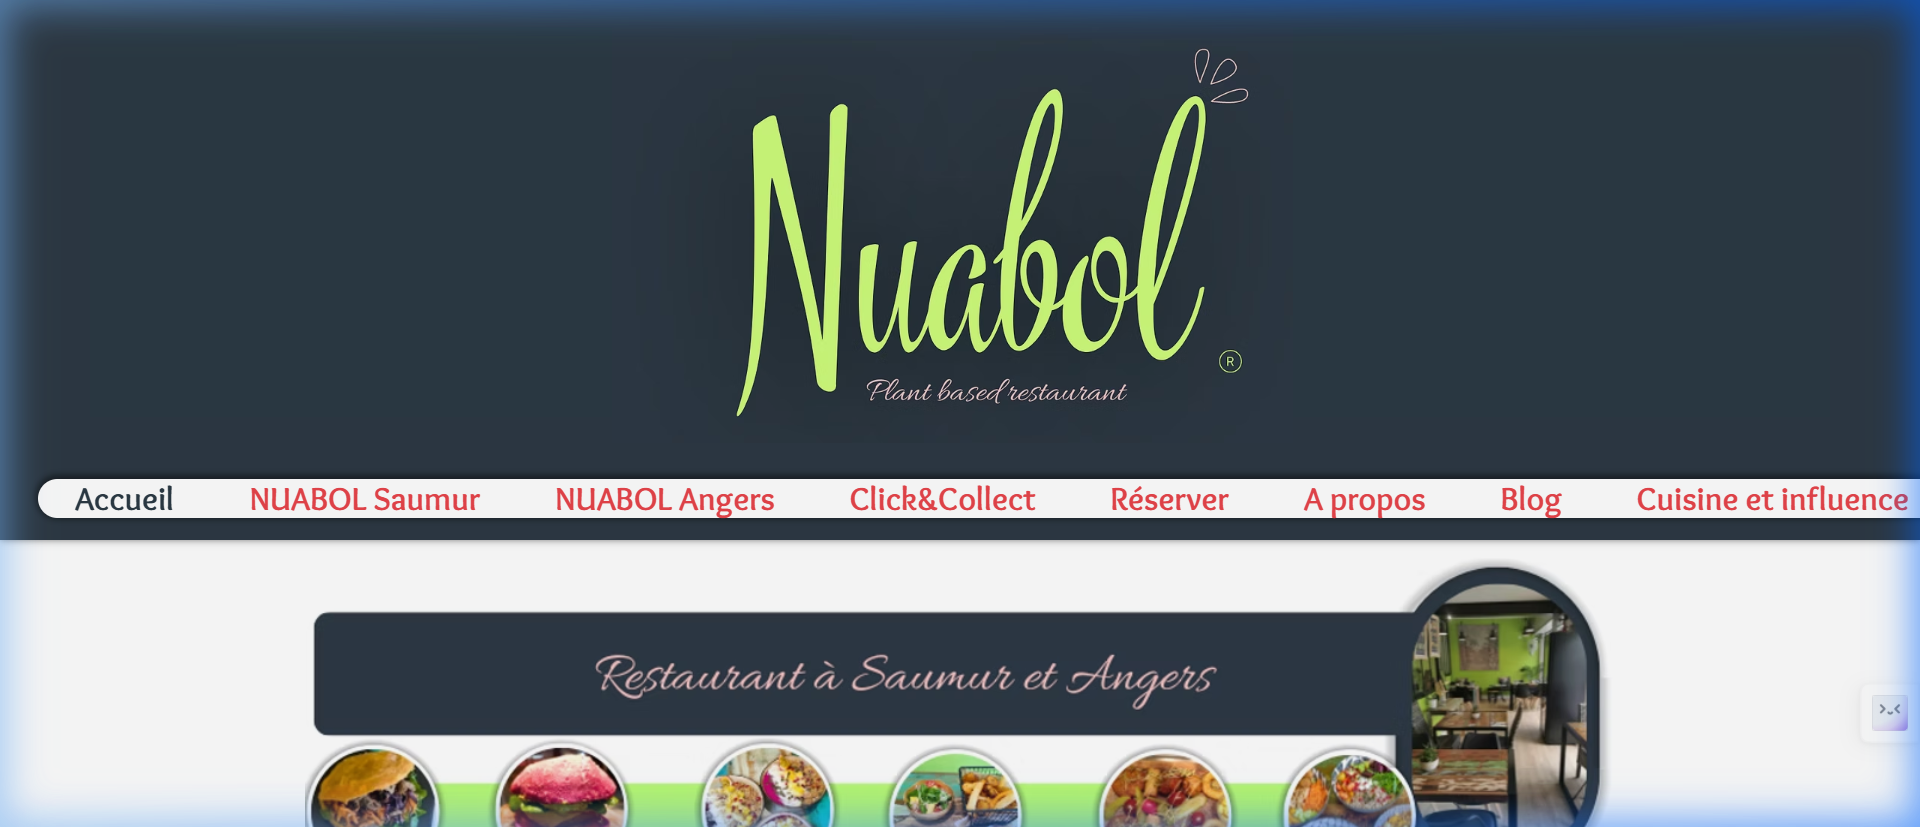 Nuabol
®
Plant based restaurant
Accueil NUABOL Saumur NUABOL Angers Click&Collect Réserver A propos Blog Cuisine et influence
Restaurant à Saumur et Angers